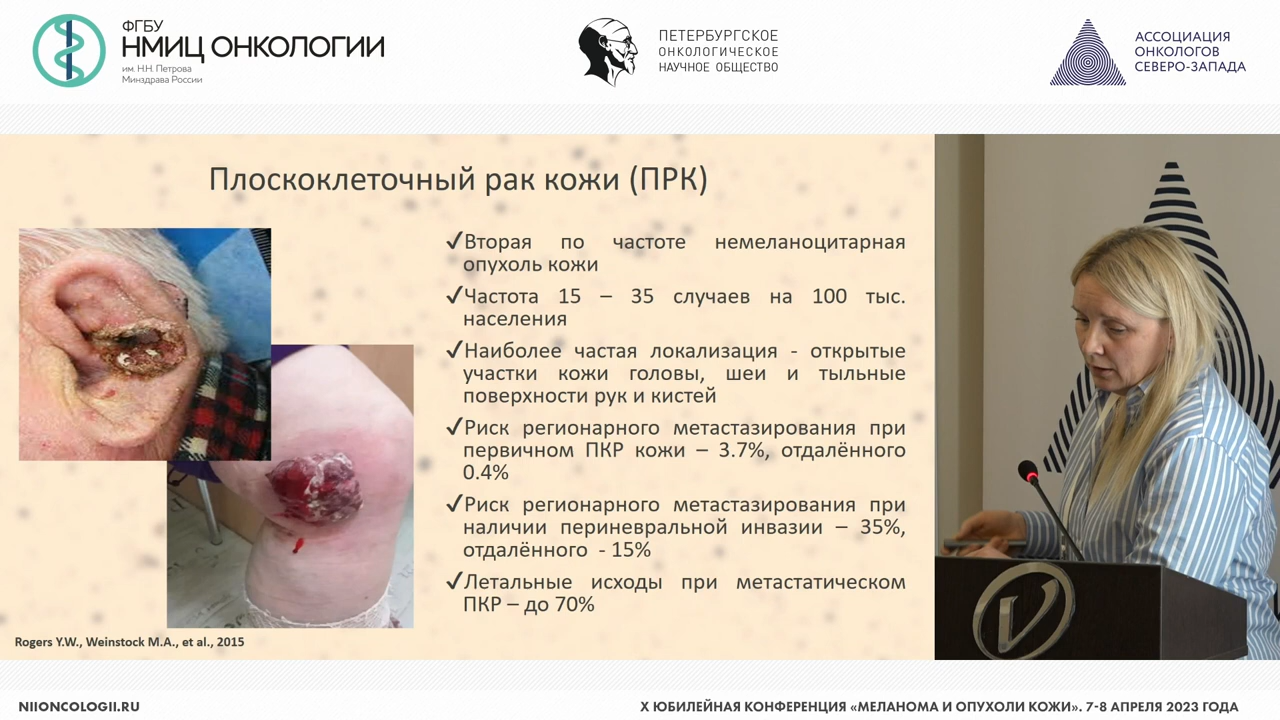 ФГБУ
НМИЦ ОНКОЛОГИИ
им. Н.Н. Петрова
Минздрава России
ПЕТЕРБУРГСКОЕ
ОНКОЛОГИЧЕСКОЕ
НАУЧНОЕ ОБЩЕСТВО
АССОЦИАЦИЯ
ОНКОЛОГОВ
СЕВЕРО-ЗАПАДА
Плоскоклеточный рак кожи (ПРК)
✔Вторая по частоте немеланоцитарная
опухоль кожи
✔Частота 15 – 35 случаев на 100 тыс.
населения
✔Наиболее частая локализация - открытые
участки кожи головы, шеи и тыльные
поверхности рук и кистей
✔Риск регионарного метастазирования при
первичном ПКР кожи – 3.7%, отдалённого
0.4%
✔Риск регионарного метастазирования при
наличии периневральной инвазии – 35%,
отдалённого - 15%
✔Летальные исходы при метастатическом
ПКР – до 70%
Rogers Y.W., Weinstock M.A., et al., 2015
NIIONCOLOGII.RU
X ЮБИЛЕЙНАЯ КОНФЕРЕНЦИЯ «МЕЛАНОМА И ОПУХОЛИ КОЖИ». 7-8 АПРЕЛЯ 2023 ГОДА